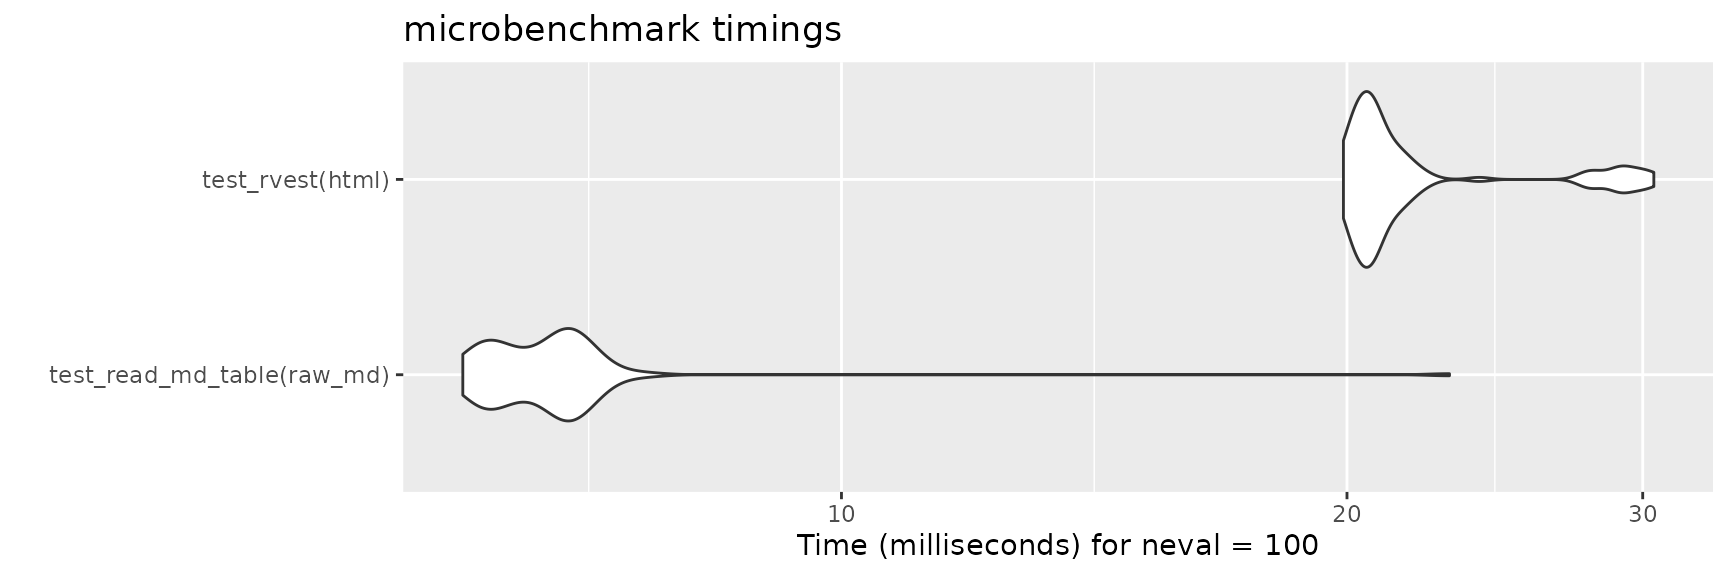 microbenchmark timings
test_rvest(html)
test_read_md_table(raw_md)
10 20 30
Time (milliseconds) for neval = 100